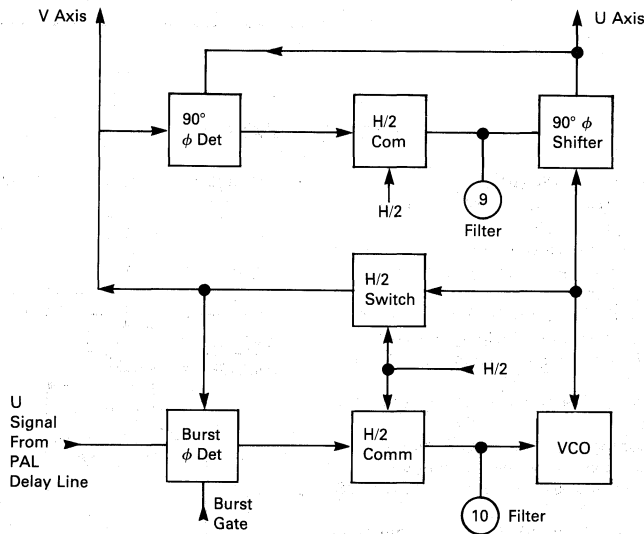 V Axis
U Axis
90°
ϕ Det
H/2
Com
90° ϕ
Shifter
9
H/2
Filter
H/2
Switch
H/2
U
Signal
From
PAL
Delay Line
Burst
ϕ Det
H/2
Comm
VCO
Burst
Gate
10
Filter